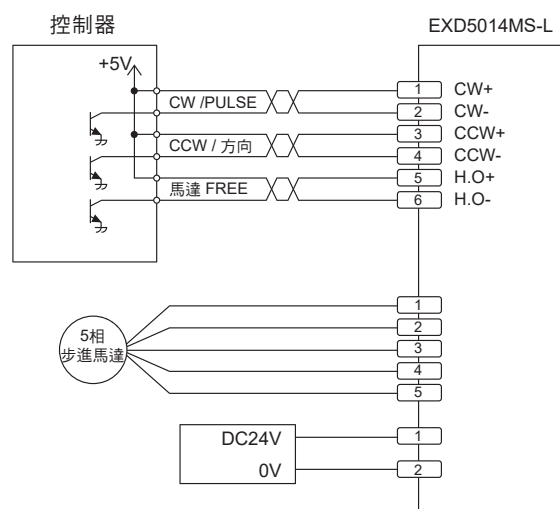 控制器
EXD5014MS-L
+5V
CW /PULSE
1 CW+
2 CW-
CCW / 方向
3 CCW+
4 CCW-
馬達 FREE
5 H.O+
6 H.O-
5相
步進馬達
1
2
3
4
5
DC24V
1
0V
2